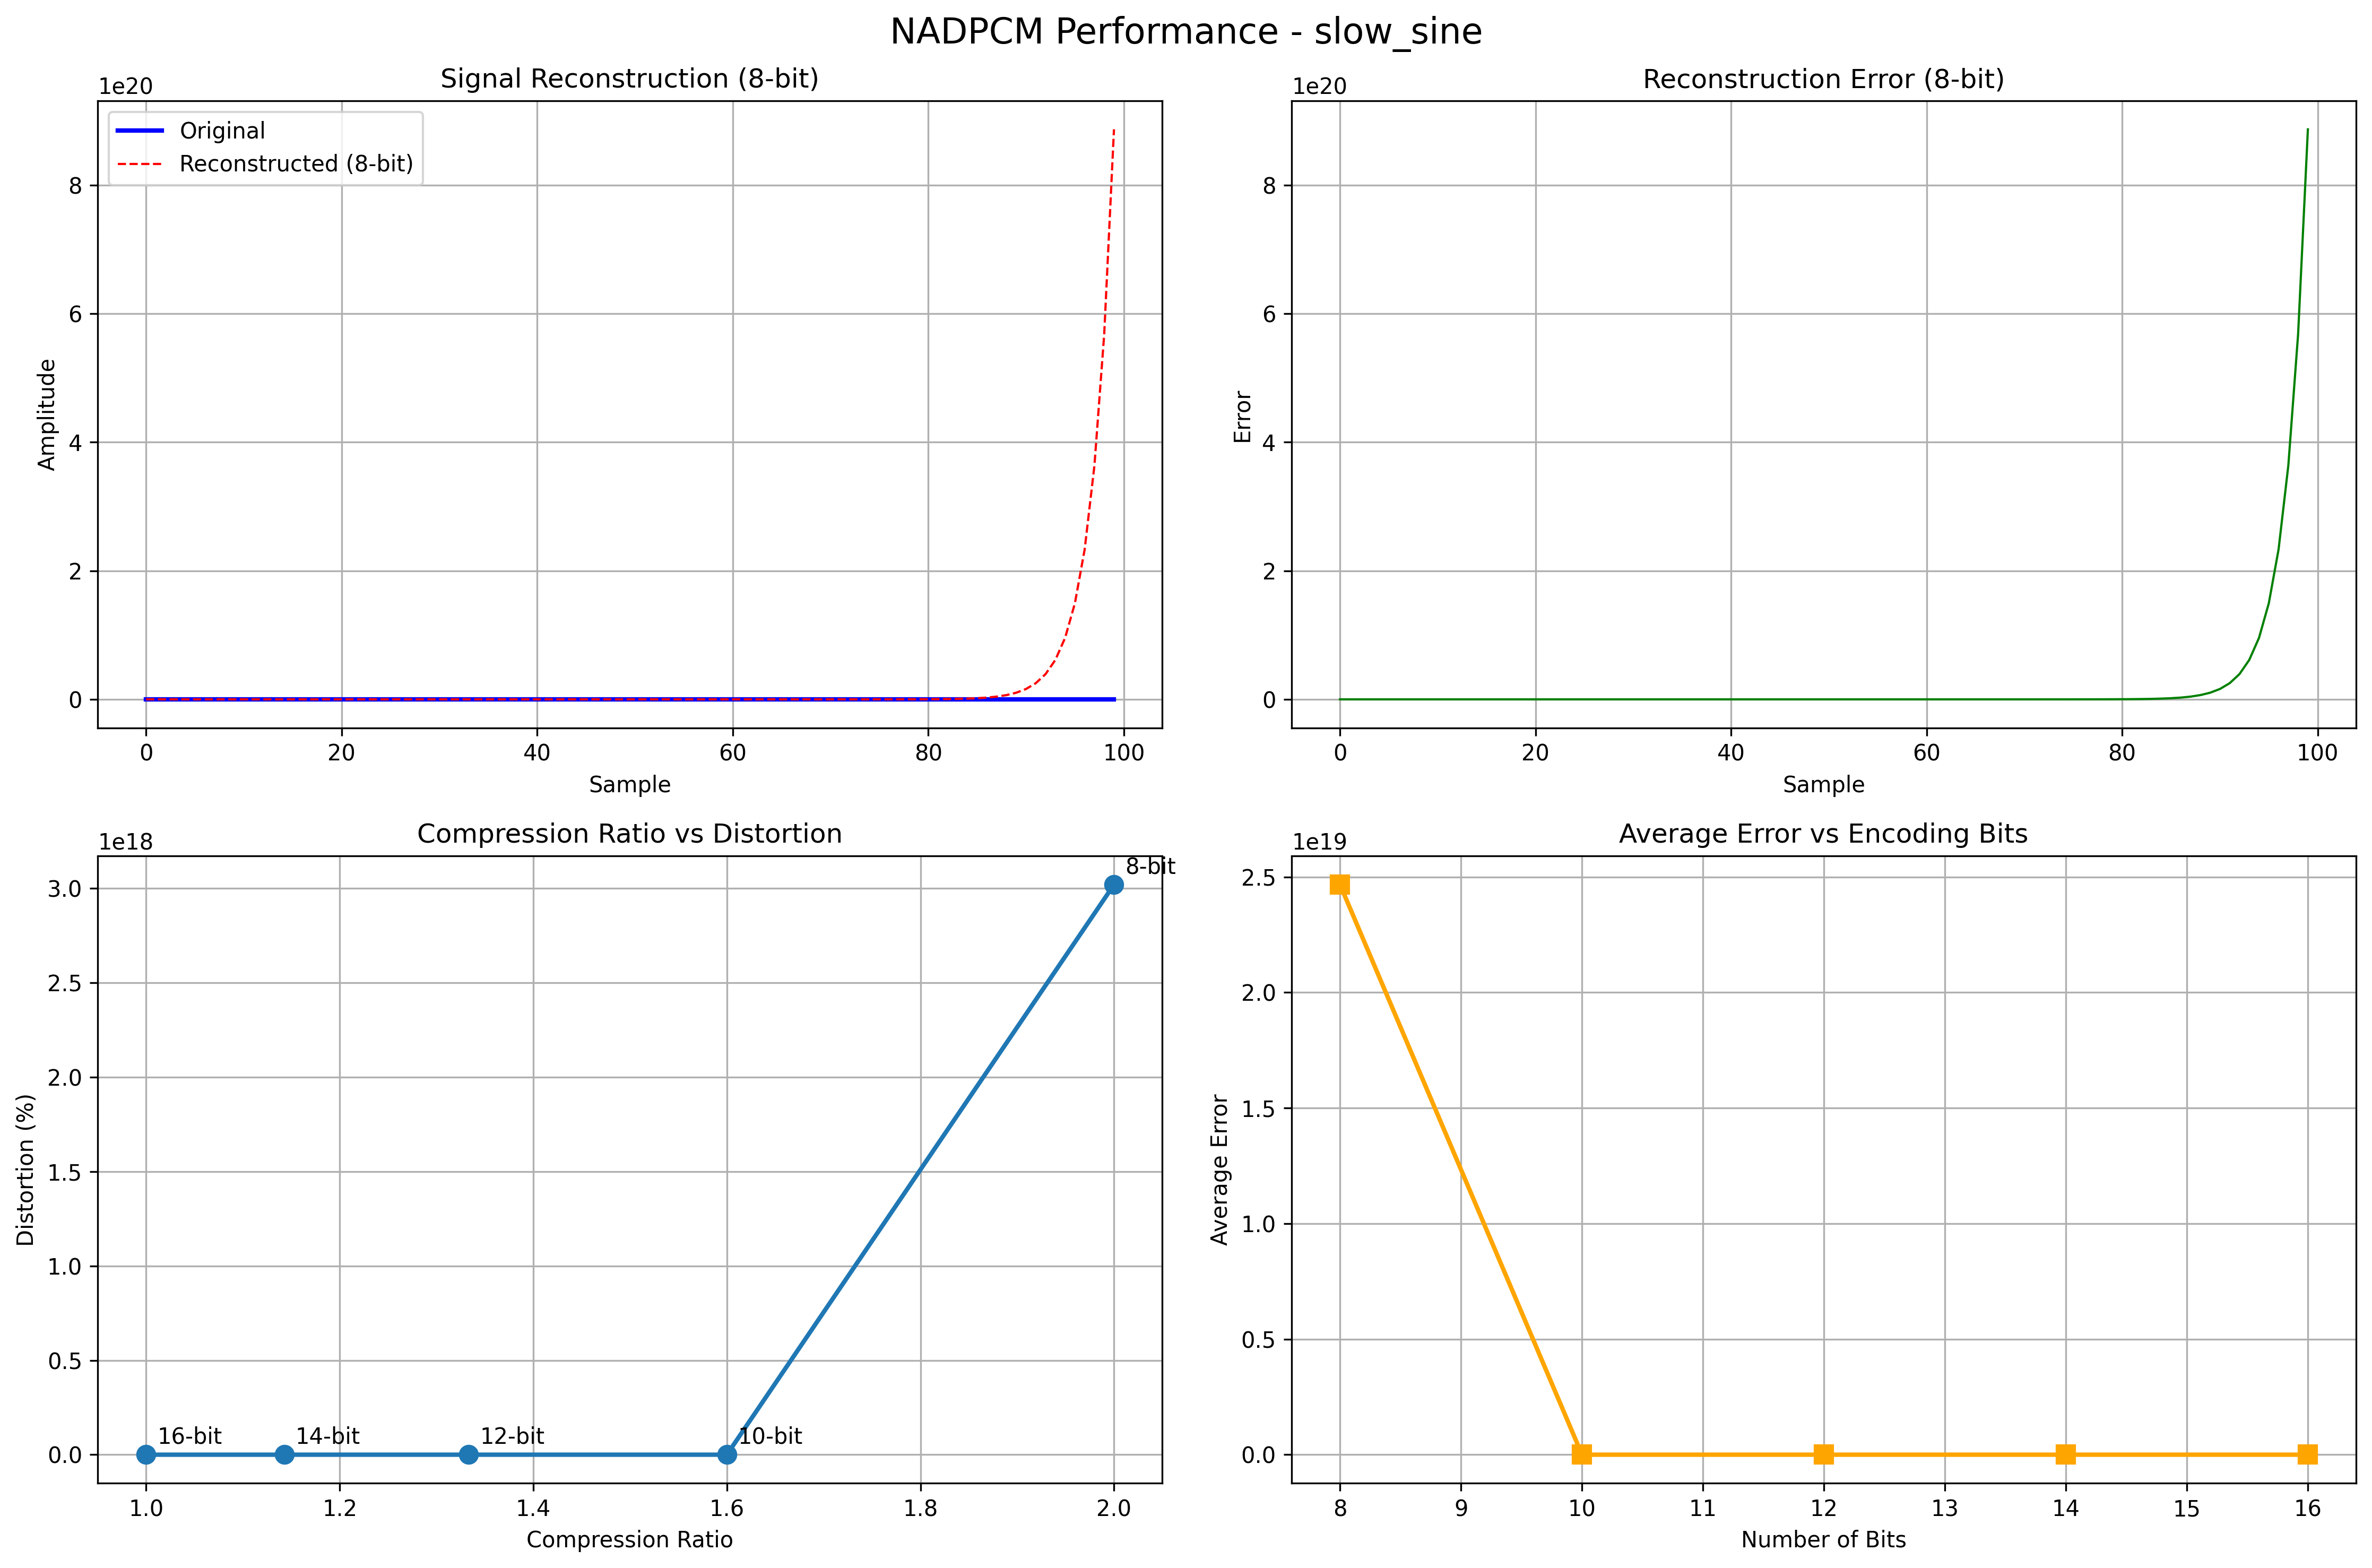 NADPCM Performance - slow_sine
Signal Reconstruction (8-bit)
1e20
Original
Reconstructed (8-bit)
Amplitude
8
6
4
2
0
0 20 40 60 80 100
Sample
Reconstruction Error (8-bit)
1e20
Error
8
6
4
2
0
0 20 40 60 80 100
Sample
Compression Ratio vs Distortion
1e18
Distortion (%)
3.0
2.5
2.0
1.5
1.0
0.5
0.0
8-bit
16-bit 14-bit 12-bit 10-bit
1.0 1.2 1.4 1.6 1.8 2.0
Compression Ratio
Average Error vs Encoding Bits
1e19
Average Error
2.5
2.0
1.5
1.0
0.5
0.0
8 9 10 11 12 13 14 15 16
Number of Bits